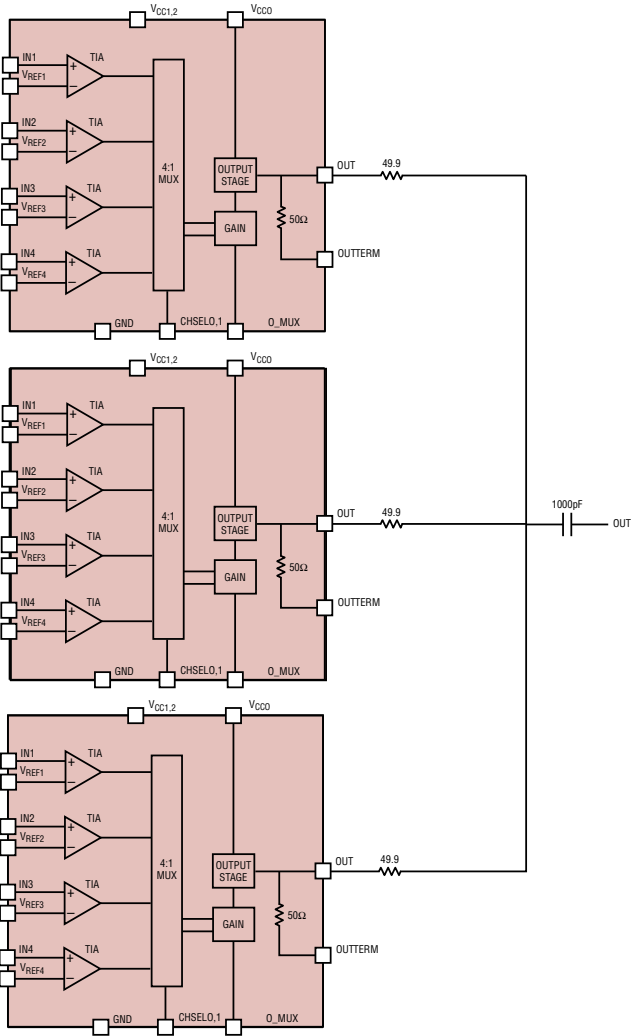 VCC1,2 VCCO
IN1 TIA
VREF1
+
−
IN2 TIA
VREF2
+
−
IN3 TIA
VREF3
+
−
IN4 TIA
VREF4
+
−
4:1
MUX
OUTPUT
STAGE
GAIN
50Ω
OUT 49.9
OUTTERM
GND CHSELO,1 O_MUX
VCC1,2 VCCO
IN1 TIA
VREF1
+
−
IN2 TIA
VREF2
+
−
IN3 TIA
VREF3
+
−
IN4 TIA
VREF4
+
−
4:1
MUX
OUTPUT
STAGE
GAIN
50Ω
OUT 49.9
OUTTERM
GND CHSELO,1 O_MUX
1000pF
OUT
VCC1,2 VCCO
IN1 TIA
VREF1
+
−
IN2 TIA
VREF2
+
−
IN3 TIA
VREF3
+
−
IN4 TIA
VREF4
+
−
4:1
MUX
OUTPUT
STAGE
GAIN
50Ω
OUT 49.9
OUTTERM
GND CHSELO,1 O_MUX